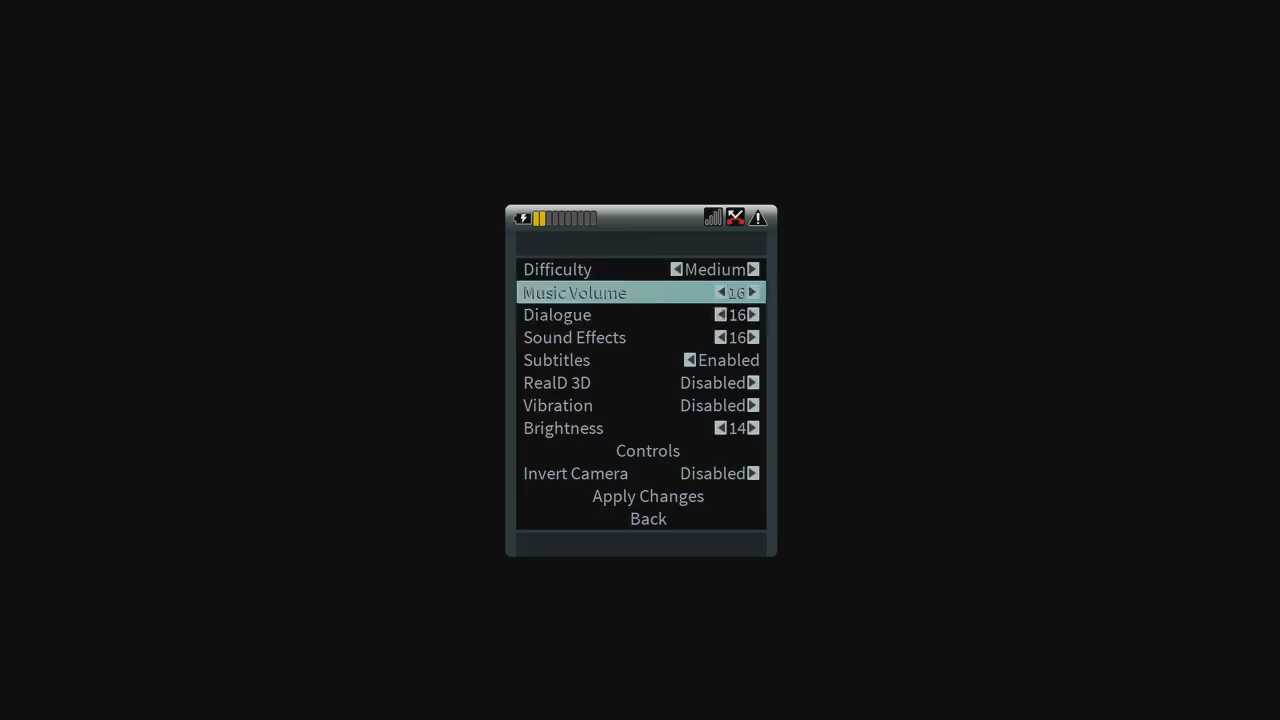 Difficulty Medium
Music Volume 16
Dialogue 16
Sound Effects 16
Subtitles Enabled
RealD 3D Disabled
Vibration Disabled
Brightness 14
Controls
Invert Camera Disabled
Apply Changes
Back